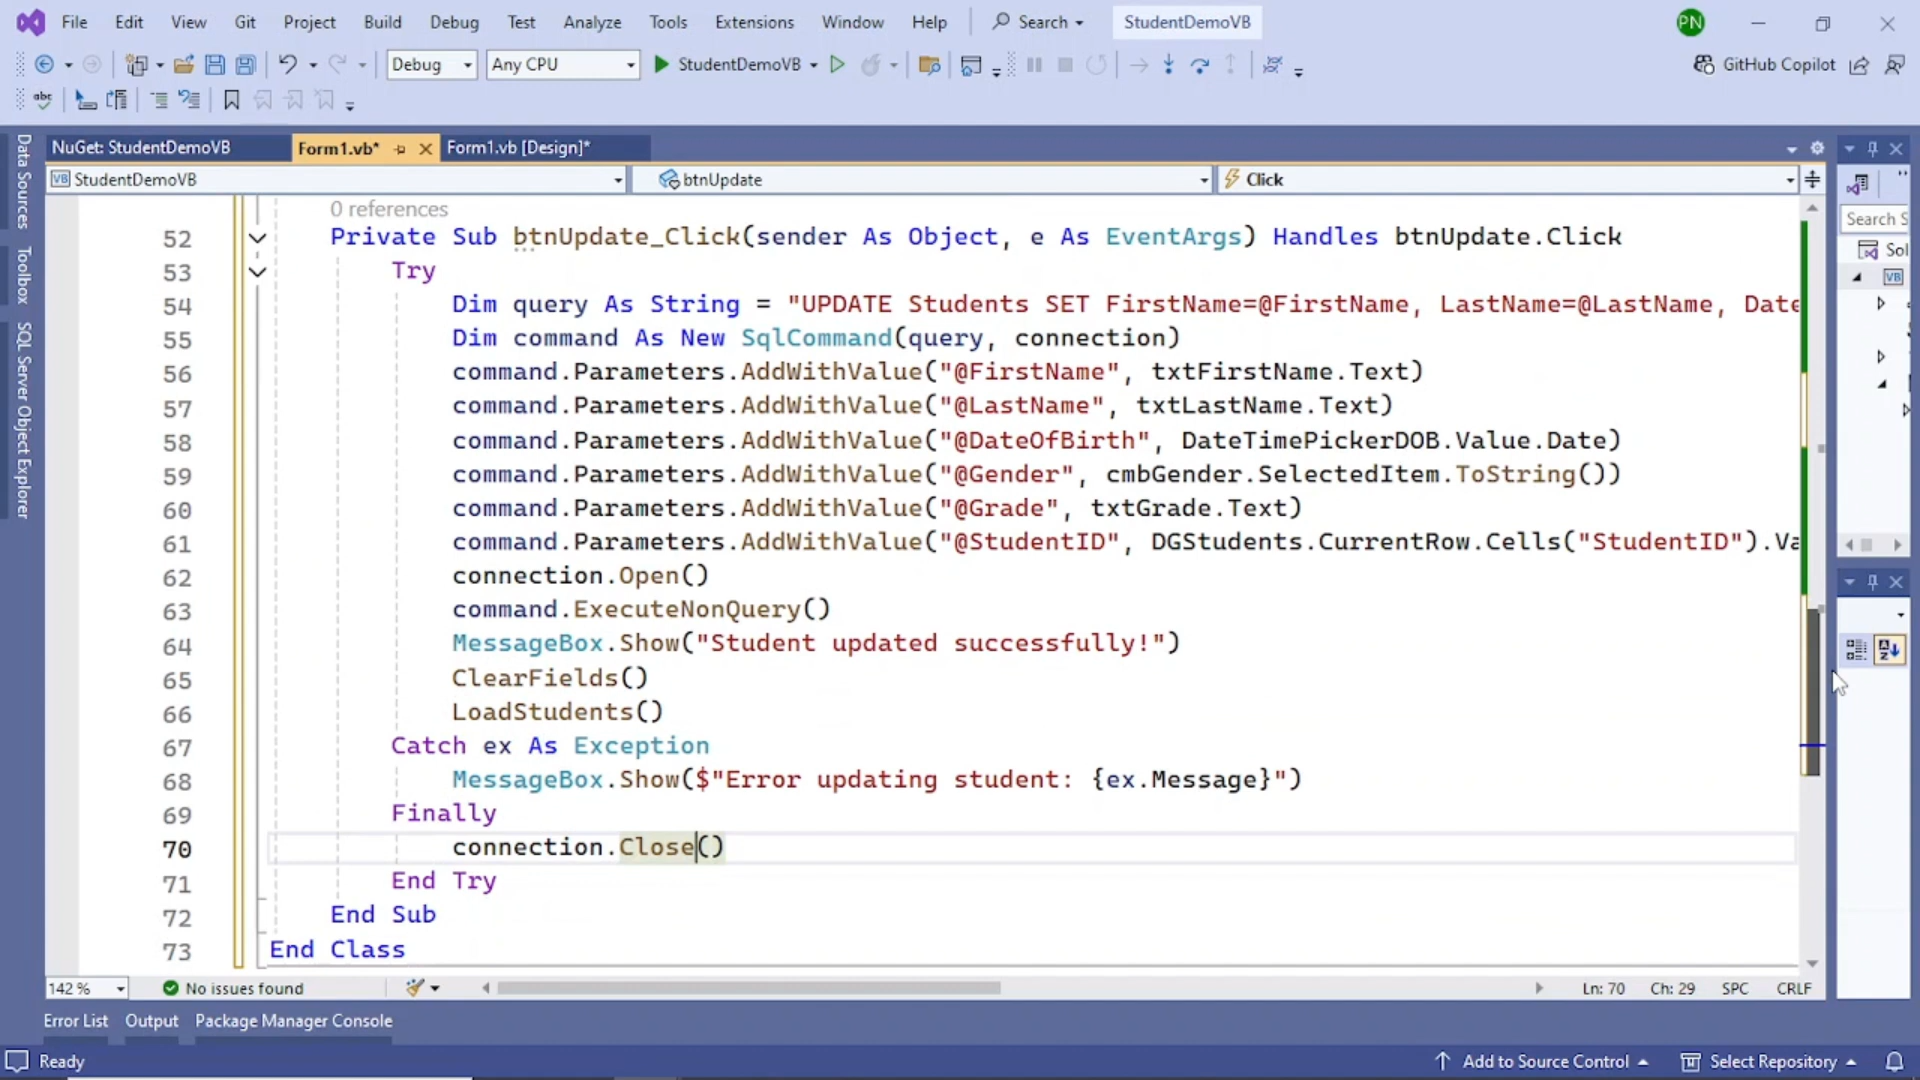 File Edit View Git Project Build Debug Test Analyze Tools Extensions Window Help Search StudentDemoVB PN
Debug Any CPU StudentDemoVB GitHub Copilot
abc
Data Sources
Toolbox
SQL Server Object Explorer
NuGet: StudentDemoVB Form1.vb* Form1.vb [Design]*
VB StudentDemoVB btnUpdate Click
Search S
Sol
VB
0 references
52 Private Sub btnUpdate_Click(sender As Object, e As EventArgs) Handles btnUpdate.Click
53 Try
54 Dim query As String = "UPDATE Students SET FirstName=@FirstName, LastName=@LastName, Date
55 Dim command As New SqlCommand(query, connection)
56 command.Parameters.AddWithValue("@FirstName", txtFirstName.Text)
57 command.Parameters.AddWithValue("@LastName", txtLastName.Text)
58 command.Parameters.AddWithValue("@DateOfBirth", DateTimePickerDOB.Value.Date)
59 command.Parameters.AddWithValue("@Gender", cmbGender.SelectedItem.ToString())
60 command.Parameters.AddWithValue("@Grade", txtGrade.Text)
61 command.Parameters.AddWithValue("@StudentID", DGStudents.CurrentRow.Cells("StudentID").Va
62 connection.Open()
63 command.ExecuteNonQuery()
64 MessageBox.Show("Student updated successfully!")
65 ClearFields()
66 LoadStudents()
67 Catch ex As Exception
68 MessageBox.Show($"Error updating student: {ex.Message}")
69 Finally
70 connection.Close()
71 End Try
72 End Sub
73 End Class
142 % No issues found Ln: 70 Ch: 29 SPC CRLF
Error List Output Package Manager Console
Ready Add to Source Control Select Repository